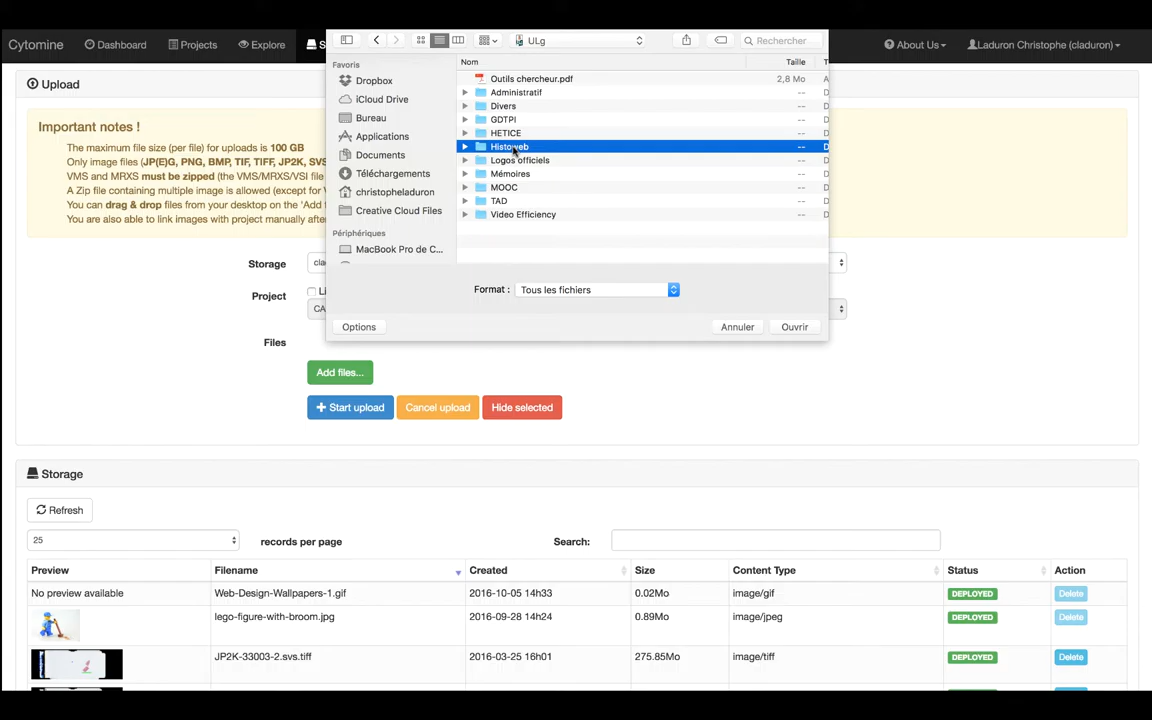 Cytomine Dashboard Projects Explore S About Us Laduron Christophe (claduron)
ULg Rechercher
Upload
Important notes !
The maximum file size (per file) for uploads is 100 GB
Only image files (JP(E)G, PNG, BMP, TIF, TIFF, JP2K, SVS
VMS and MRXS must be zipped (the VMS/MRXS/VSI file
A Zip file containing multiple image is allowed (except for
You can drag & drop files from your desktop on the 'Add
You are also able to link images with project manually after
Favoris
Dropbox
iCloud Drive
Bureau
Applications
Documents
Téléchargements
christopheladuron
Creative Cloud Files
Périphériques
MacBook Pro de C...
Nom Taille
Outils chercheur.pdf 2,8 Mo
Administratif -- D
Divers -- D
GDTPI -- D
HETICE -- D
Histoweb -- D
Logos officiels -- D
Mémoires -- D
MOOC -- D
TAD -- D
Video Efficiency -- D
Format : Tous les fichiers
Options Annuler Ouvrir
Storage cla
Project Li
CA
Files
Add files...
Start upload Cancel upload Hide selected
Storage
Refresh
25 records per page Search:
Preview Filename Created Size Content Type Status Action
No preview available Web-Design-Wallpapers-1.gif 2016-10-05 14h33 0.02Mo image/gif DEPLOYED Delete
lego-figure-with-broom.jpg 2016-09-28 14h24 0.89Mo image/jpeg DEPLOYED Delete
JP2K-33003-2.svs.tiff 2016-03-25 16h01 275.85Mo image/tiff DEPLOYED Delete